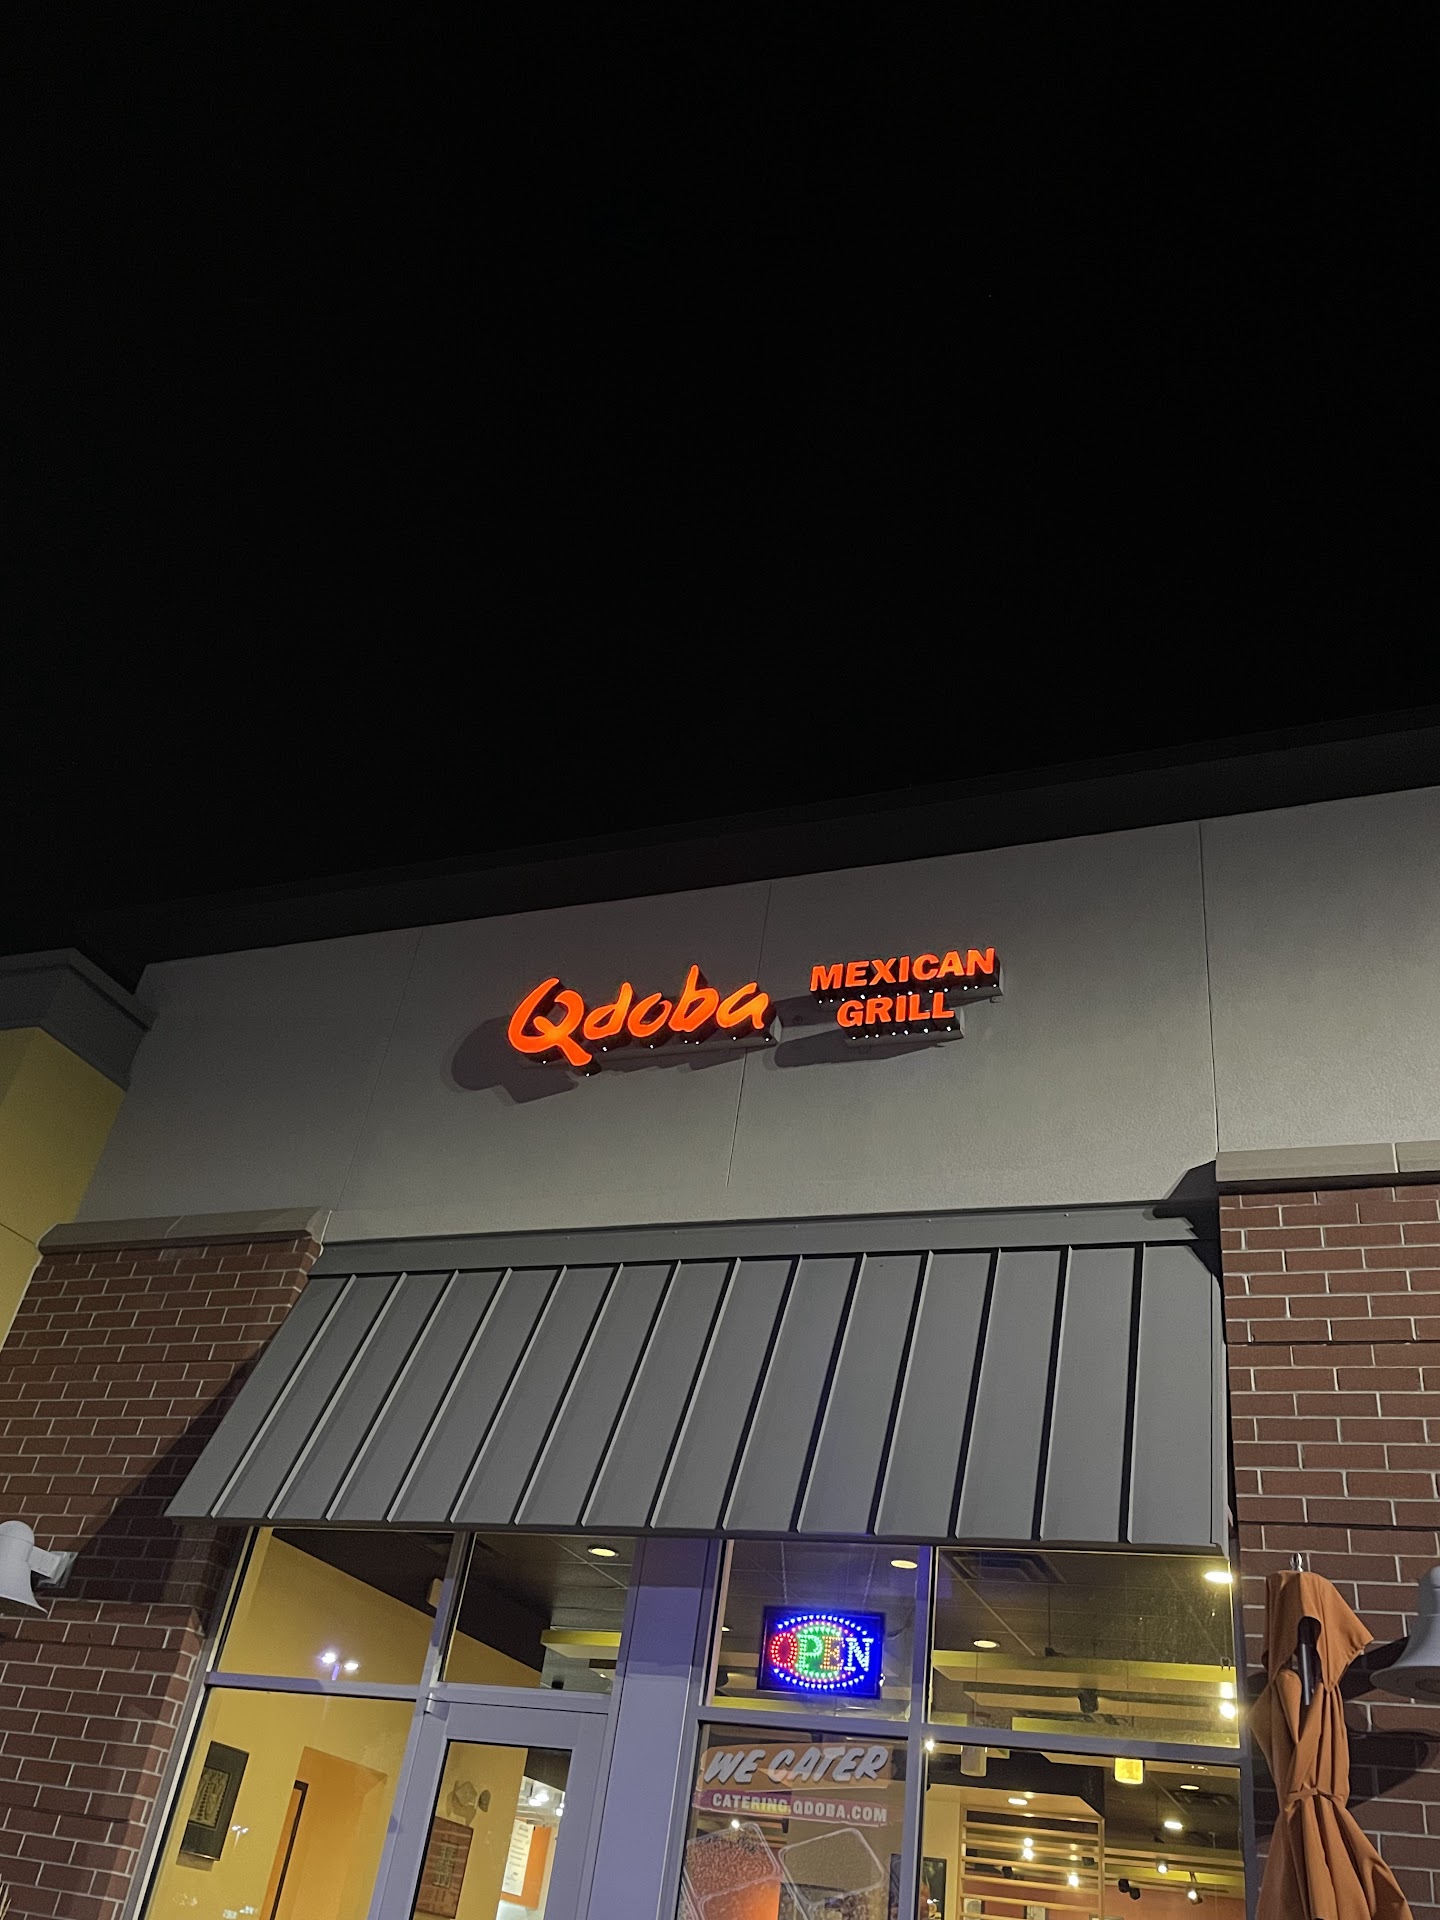 Qdoba
MEXICAN
GRILL
OPEN
WE CATER
CATERING.QDOBA.COM